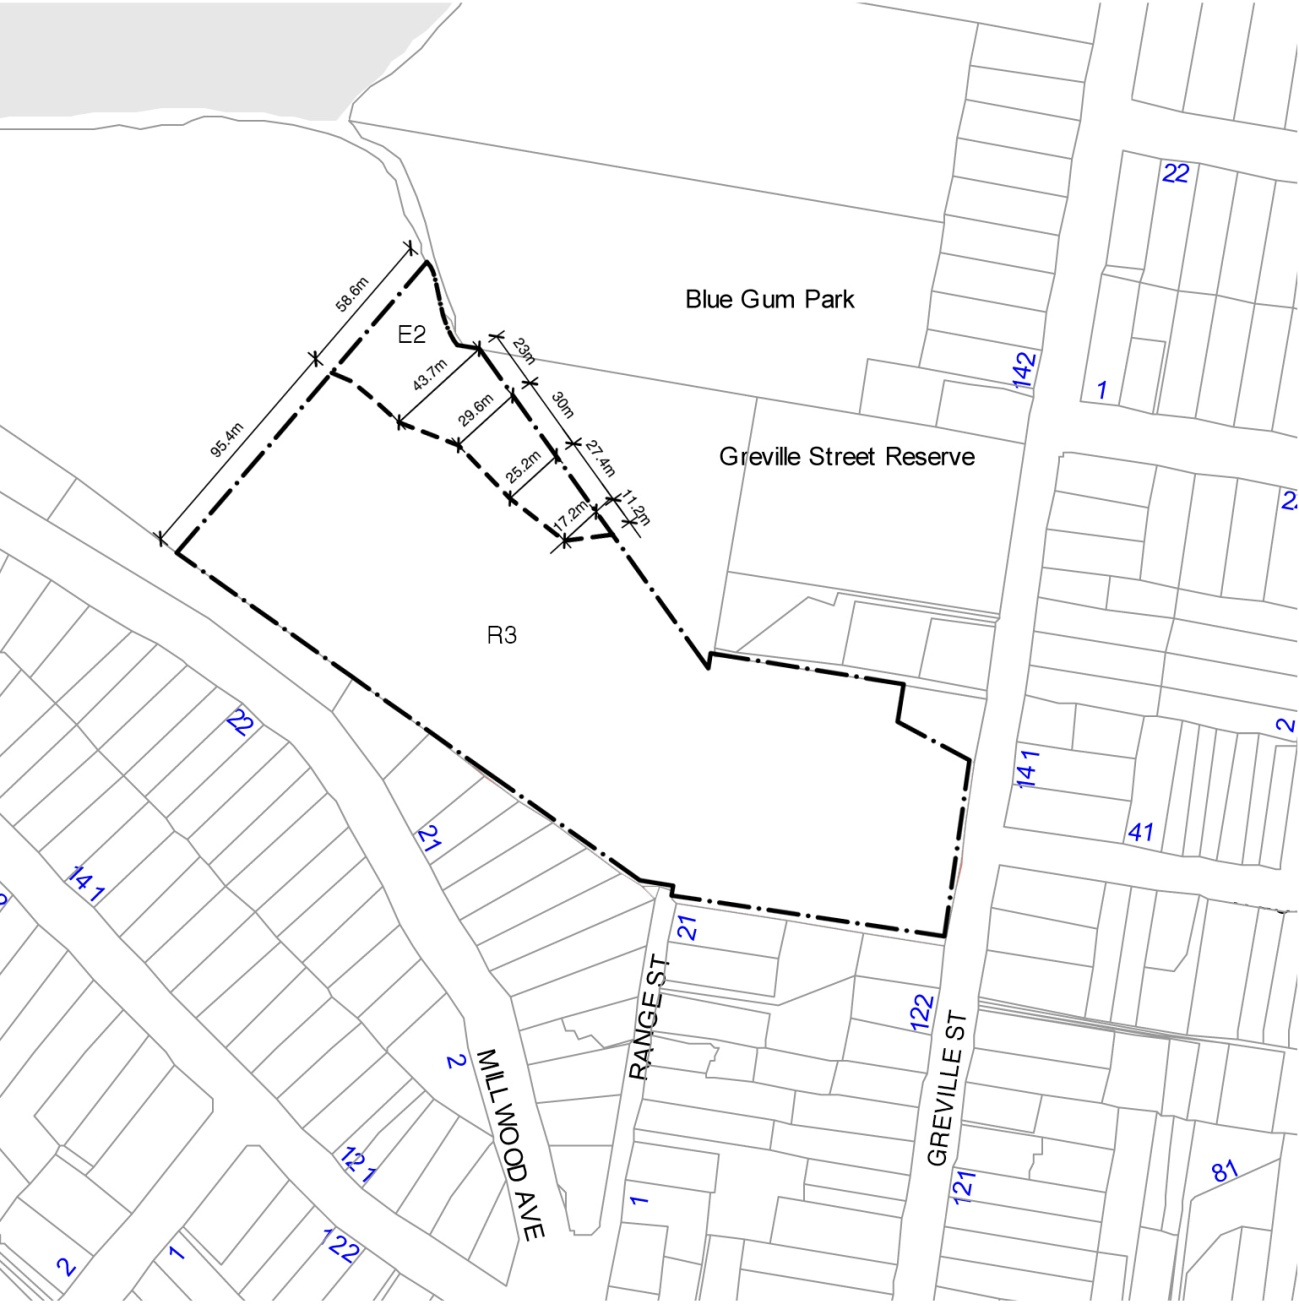 22
58.6m
E2
Blue Gum Park
23m
43.7m
142
1
95.4m
29.6m
30m
27.4m
Greville Street Reserve
25.2m
17.2m
11.2m
R3
22
2
141
21
41
141
21
RANGE ST
122
GREVILLE ST
2
MILLWOOD AVE
121
81
121
1
122
1
2